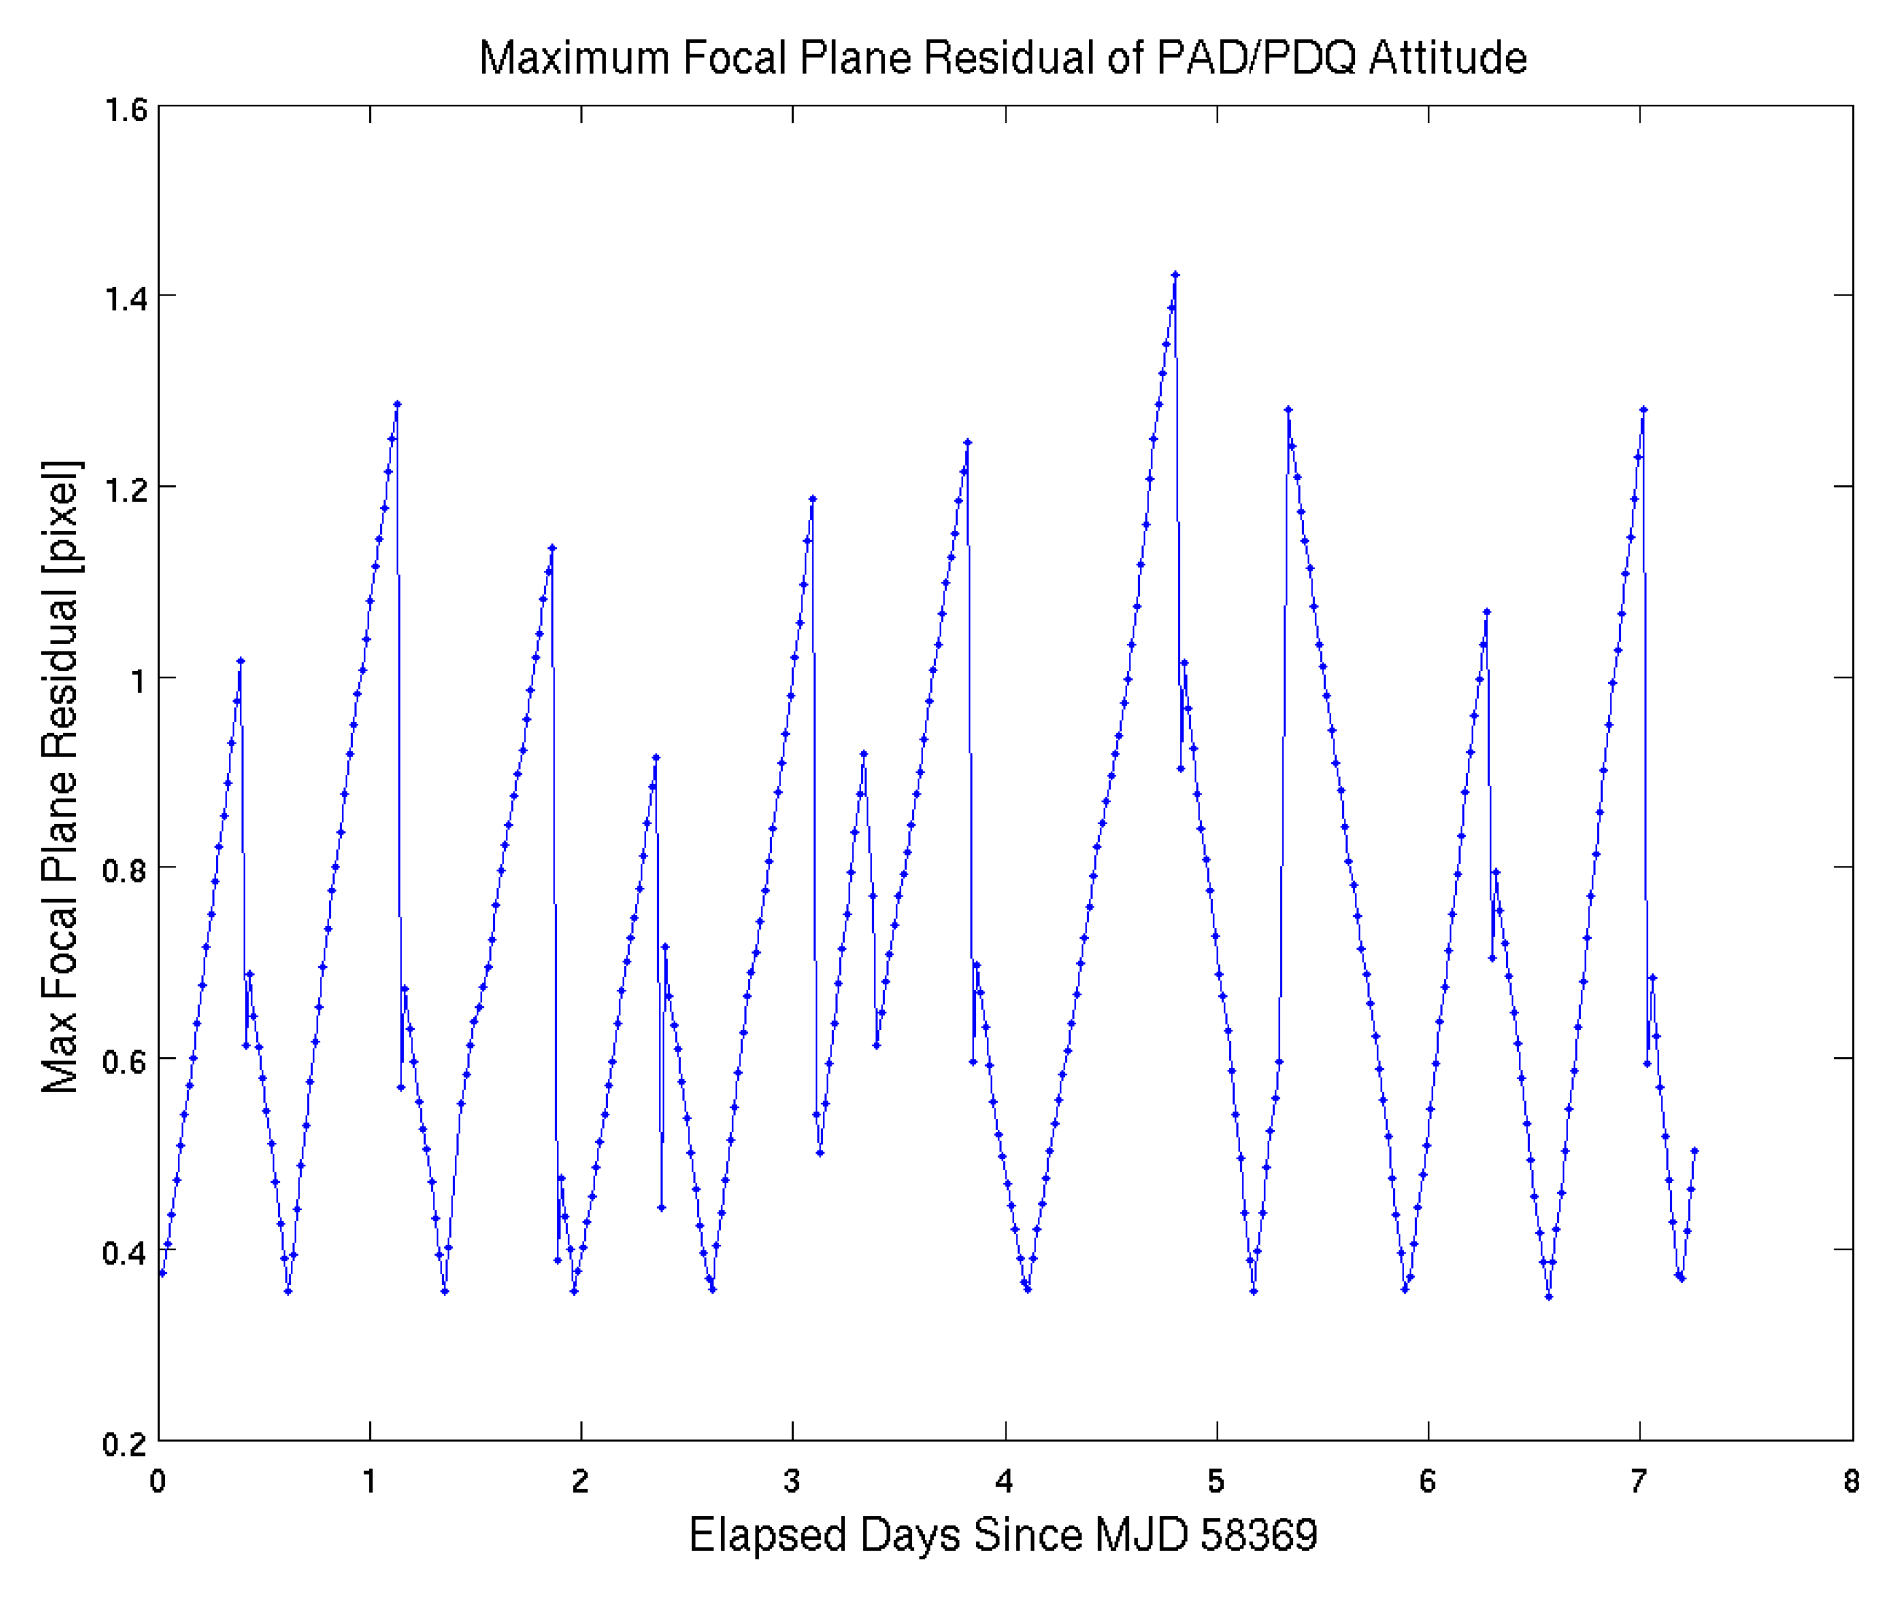 Maximum Focal Plane Residual of PAD/PDQ Attitude
Max Focal Plane Residual [pixel]
1.6
1.4
1.2
1
0.8
0.6
0.4
0.2
0 1 2 3 4 5 6 7 8
Elapsed Days Since MJD 58369